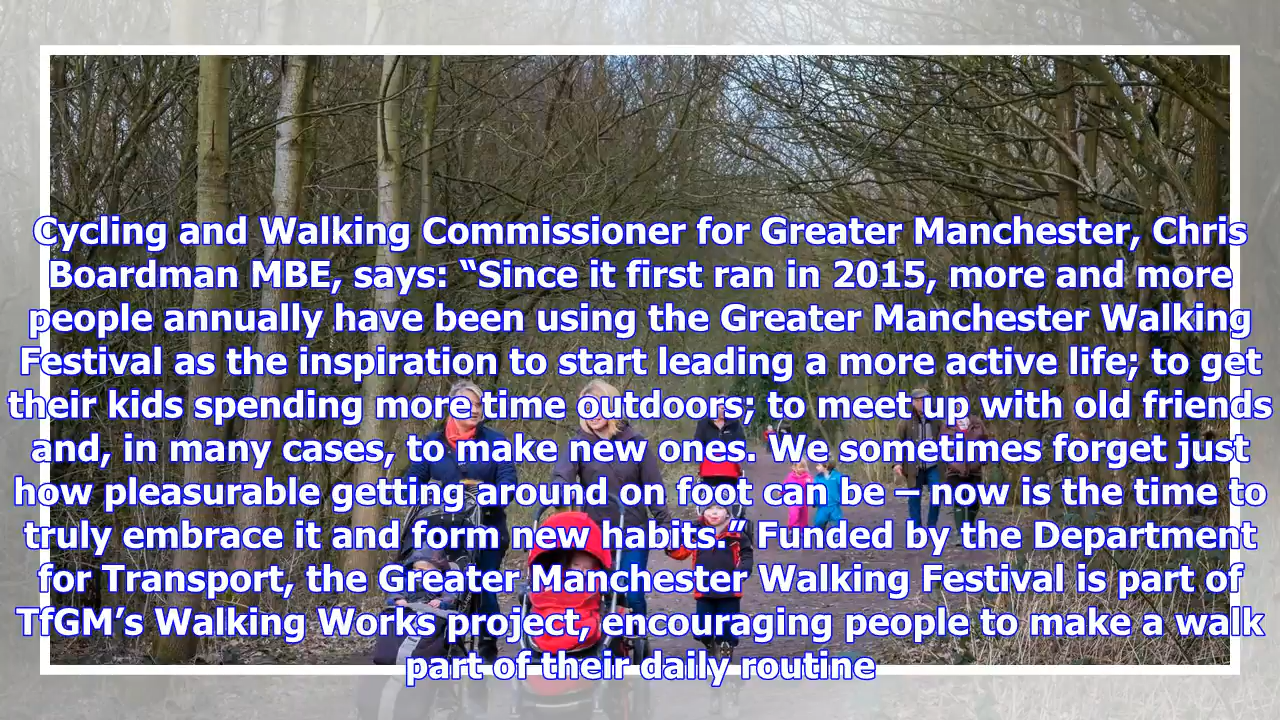 Cycling and Walking Commissioner for Greater Manchester, Chris
Boardman MBE, says: “Since it first ran in 2015, more and more
people annually have been using the Greater Manchester Walking
Festival as the inspiration to start leading a more active life; to get
their kids spending more time outdoors; to meet up with old friends
and, in many cases, to make new ones. We sometimes forget just
how pleasurable getting around on foot can be – now is the time to
truly embrace it and form new habits.” Funded by the Department
for Transport, the Greater Manchester Walking Festival is part of
TfGM’s Walking Works project, encouraging people to make a walk
part of their daily routine